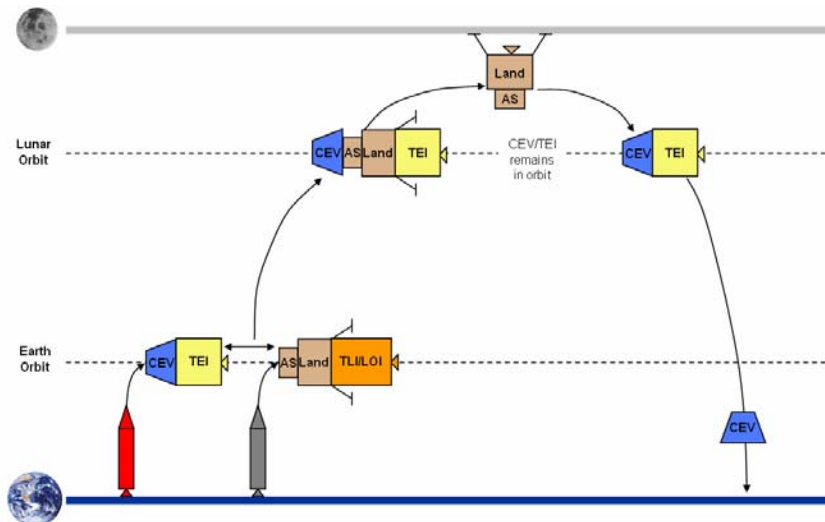 Land
AS
Lunar
Orbit
CEV
AS
Land
TEI
CEV/TEI
remains
in orbit
CEV
TEI
Earth
Orbit
CEV
TEI
AS
Land
TLI/LOI
CEV